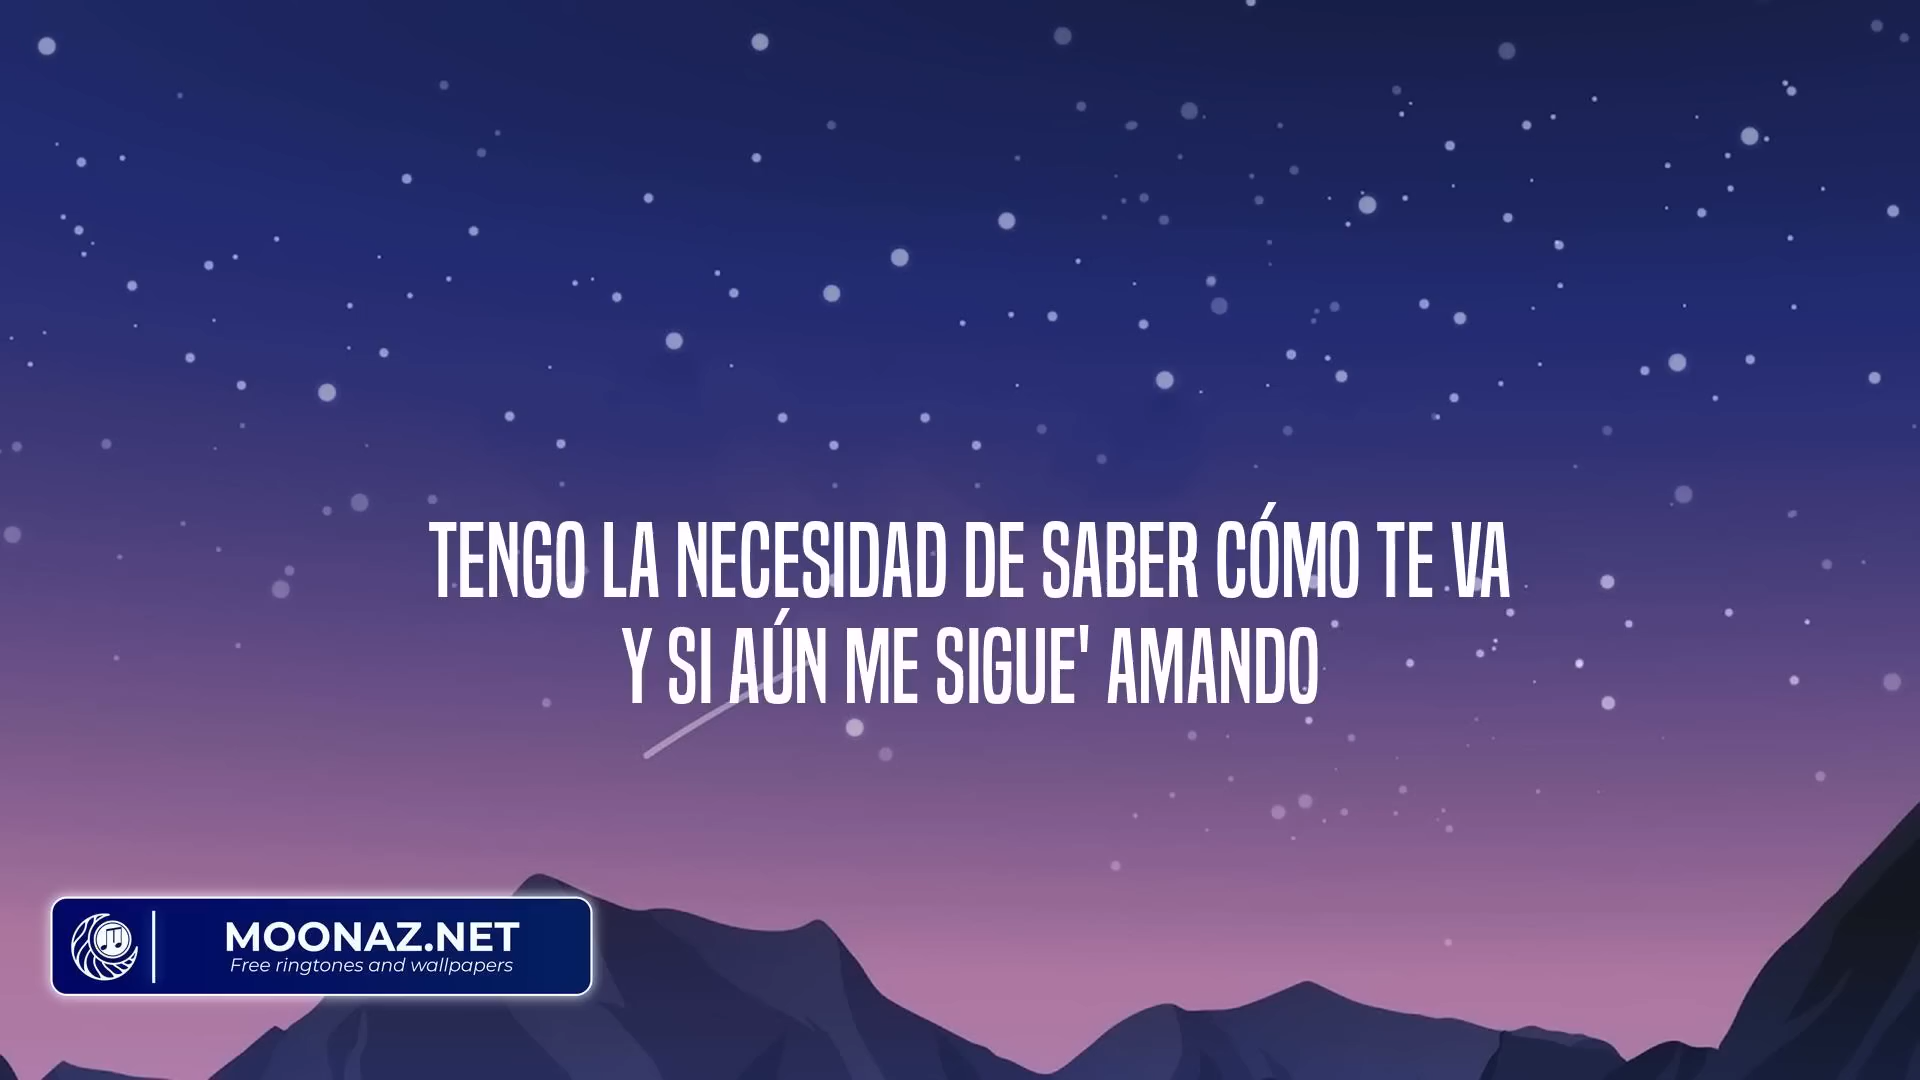 TENGO LA NECESIDAD DE SABER CÓMO TE VA
Y SI AÚN ME SIGUE' AMANDO
MOONAZ.NET
Free ringtones and wallpapers